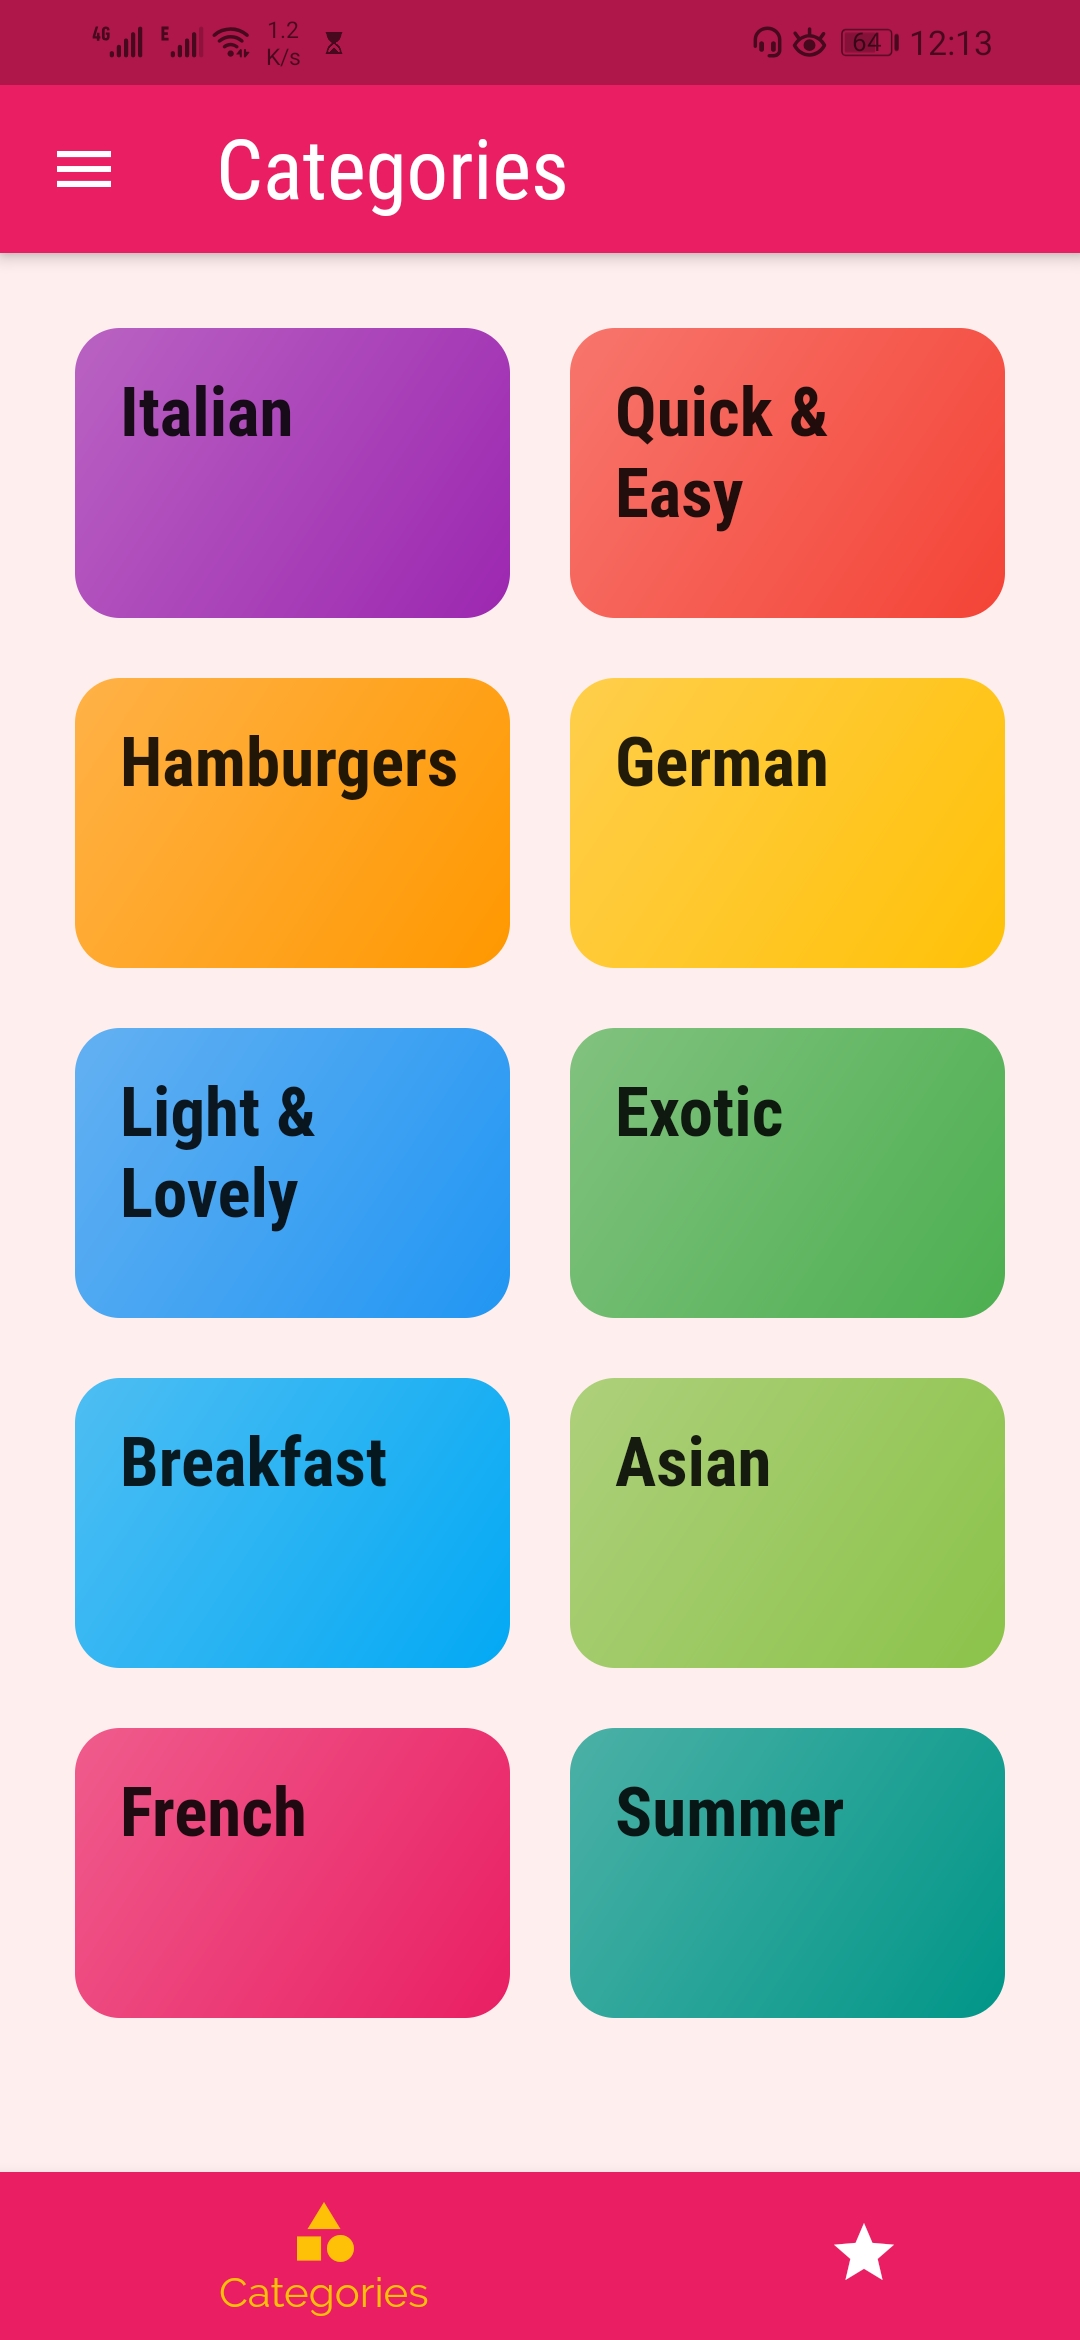 4G E 1.2 K/s 64 12:13
Categories
Italian
Quick &
Easy
Hamburgers
German
Light &
Lovely
Exotic
Breakfast
Asian
French
Summer
Categories